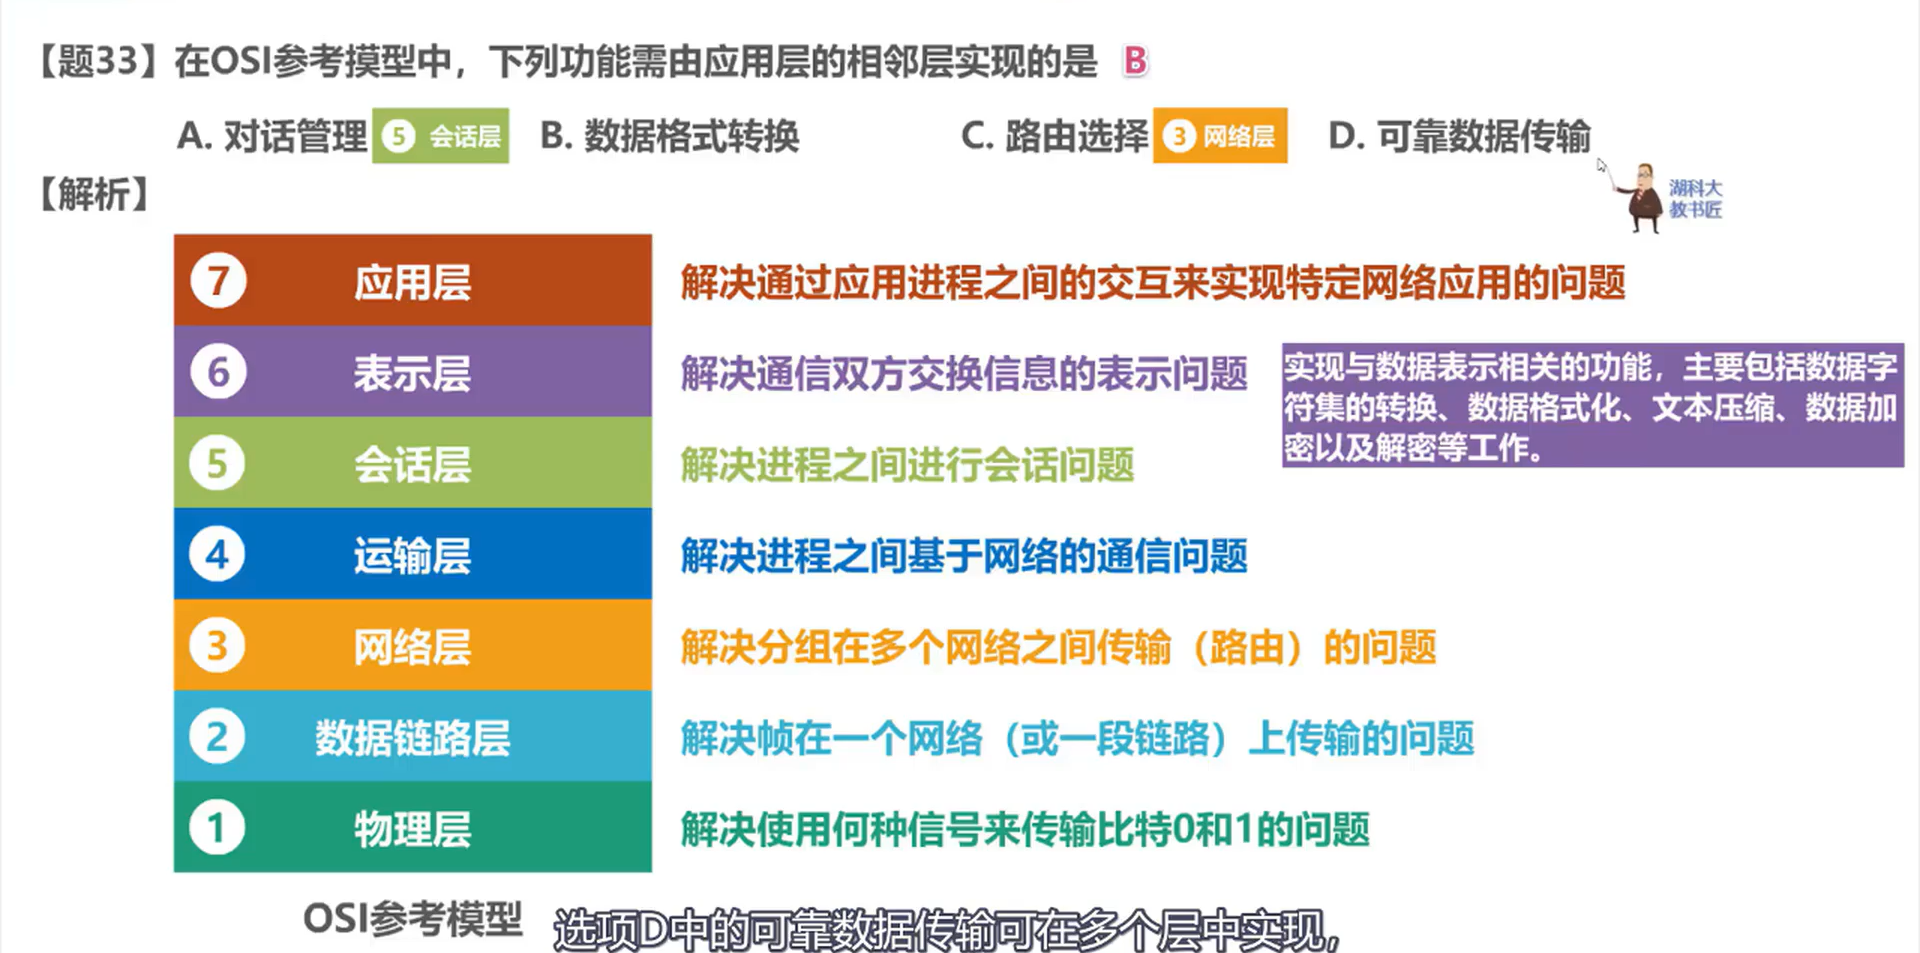 【题33】在OSI参考摸型中，下列功能需由应用层的相邻层实现的是 B
A. 对话管理 5 会话层 B. 数据格式转换 C. 路由选择 3 网络层 D. 可靠数据传输
湖科大
教书匠
【解析】
7 应用层 解决通过应用进程之间的交互来实现特定网络应用的问题
6 表示层 解决通信双方交换信息的表示问题
实现与数据表示相关的功能，主要包括数据字
符集的转换、数据格式化、文本压缩、数据加
密以及解密等工作。
5 会话层 解决进程之间进行会话问题
4 运输层 解决进程之间基于网络的通信问题
3 网络层 解决分组在多个网络之间传输（路由）的问题
2 数据链路层 解决帧在一个网络（或一段链路）上传输的问题
1 物理层 解决使用何种信号来传输比特0和1的问题
OSI参考模型
选项D中的可靠数据传输可在多个层中实现，